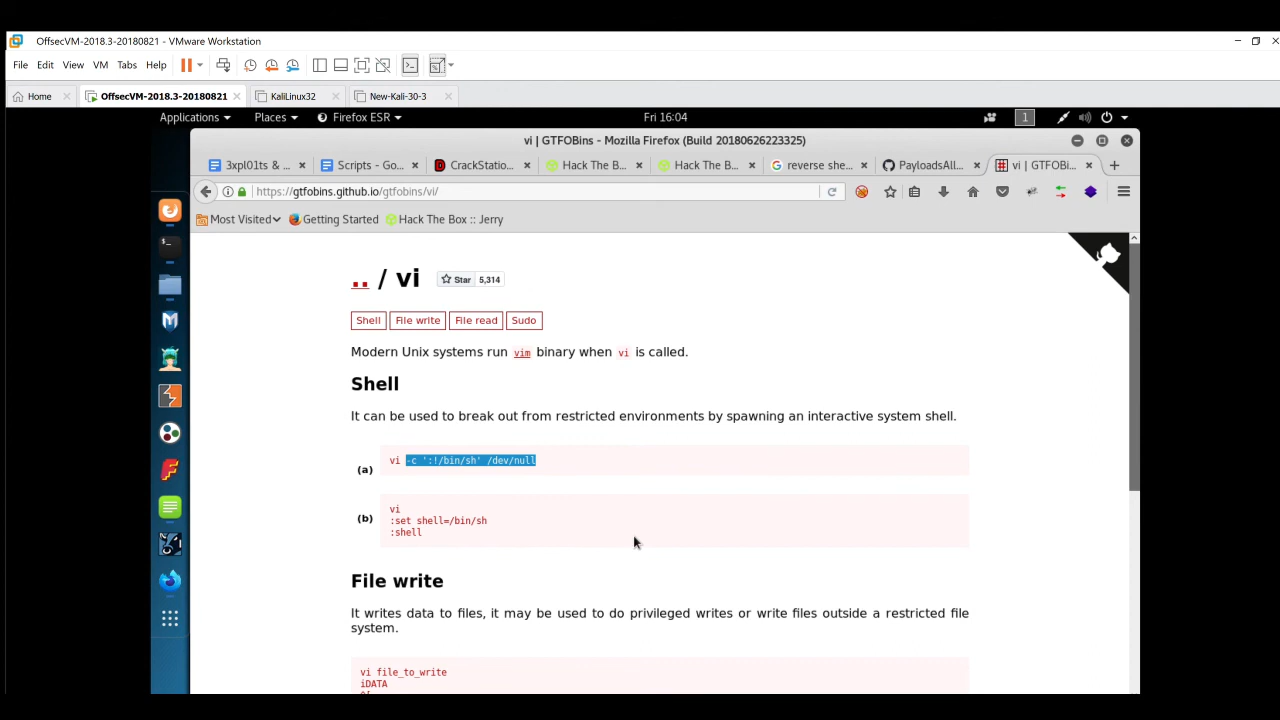 OffsecVM-2018.3-20180821 - VMware Workstation
File Edit View VM Tabs Help
Home OffsecVM-2018.3-20180821 KaliLinux32 New-Kali-30-3
Applications Places Firefox ESR Fri 16:04 1
vi | GTFOBins - Mozilla Firefox (Build 20180626223325)
3xpl01ts & ... Scripts - Go... CrackStatio... Hack The B... Hack The B... reverse she... PayloadsAll... vi | GTFOBi...
https://gtfobins.github.io/gtfobins/vi/
Most Visited Getting Started Hack The Box :: Jerry
.. / vi Star 5,314
Shell File write File read Sudo
Modern Unix systems run vim binary when vi is called.
Shell
It can be used to break out from restricted environments by spawning an interactive system shell.
(a) vi -c ':!/bin/sh' /dev/null
(b) vi
:set shell=/bin/sh
:shell
File write
It writes data to files, it may be used to do privileged writes or write files outside a restricted file
system.
vi file_to_write
iDATA